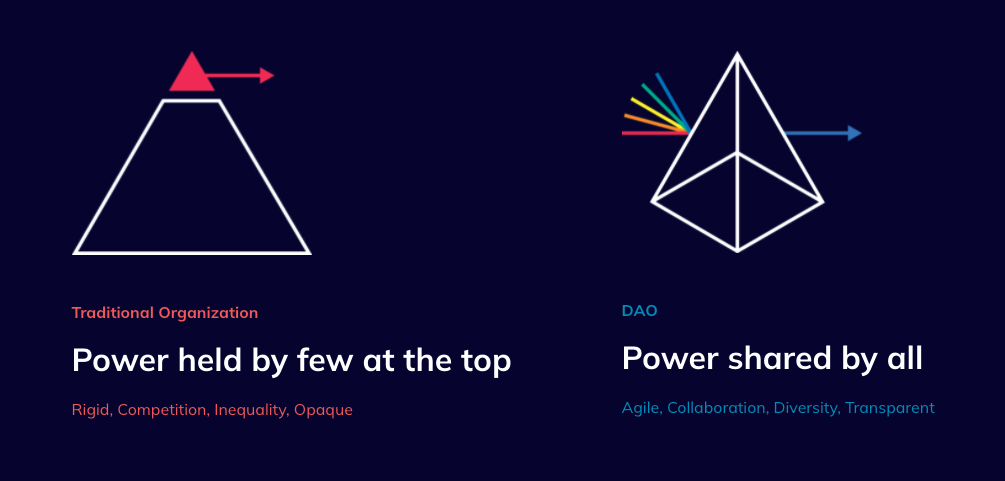 Traditional Organization
Power held by few at the top
Rigid, Competition, Inequality, Opaque
DAO
Power shared by all
Agile, Collaboration, Diversity, Transparent